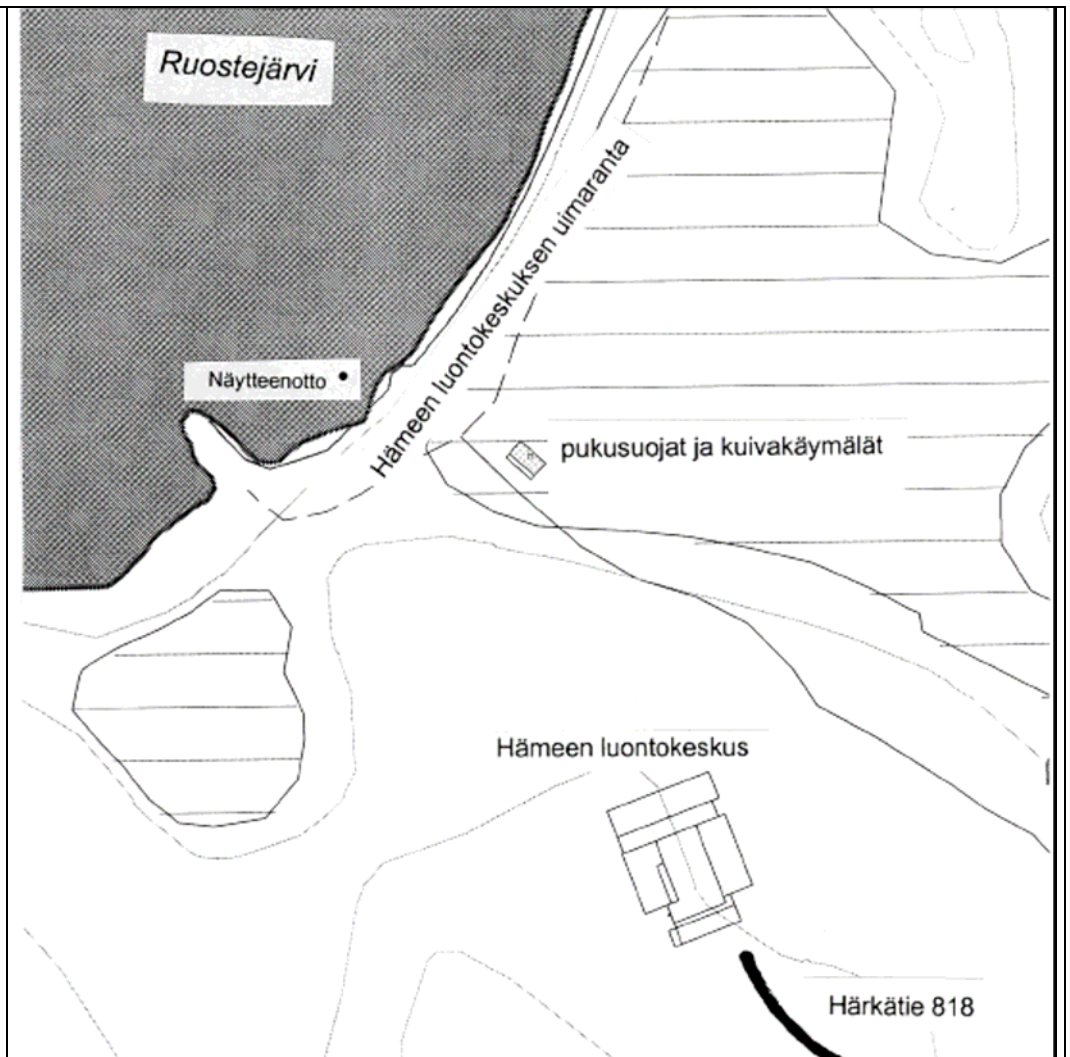 Ruostejärvi
Hämeen luontokeskuksen uimaranta
Näytteenotto
pukusuojat ja kuivakäymälät
Hämeen luontokeskus
Härkätie 818